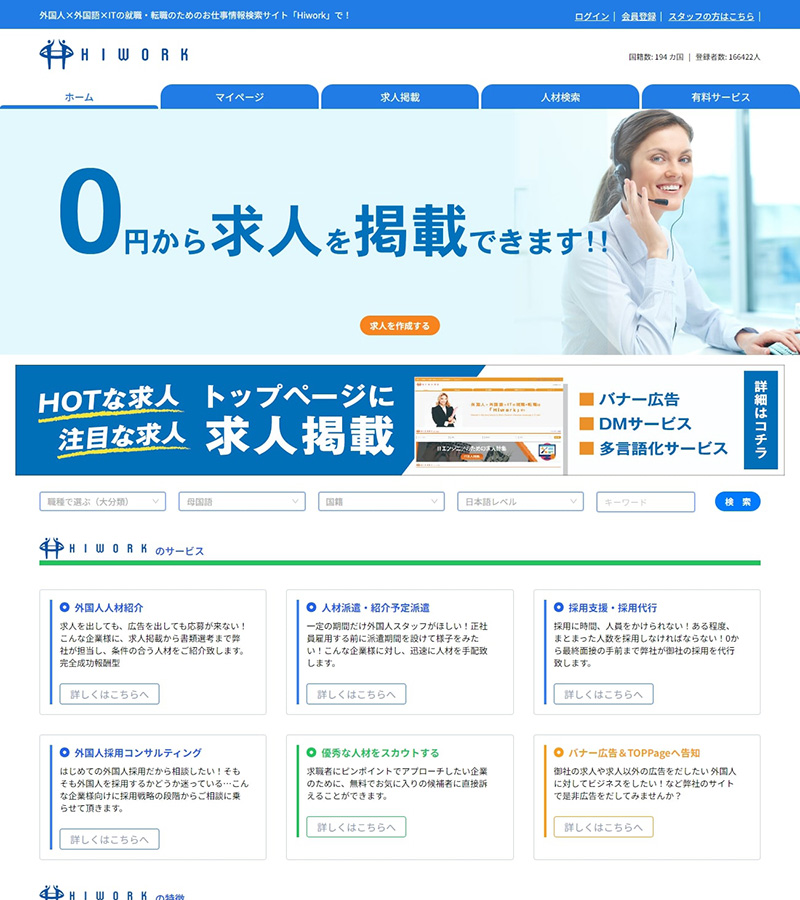 外国人×外国語×ITの就職・転職のためのお仕事情報検索サイト「Hiwork」で！
ログイン | 会員登録 | スタッフの方はこちら |
HIWORK
国籍数: 194 カ国 | 登録者数: 166422人
ホーム
マイページ
求人掲載
人材検索
有料サービス
0円から求人を掲載できます!!
求人を作成する
HOTな求人
注目な求人
トップページに
求人掲載
バナー広告
DMサービス
多言語化サービス
詳細はコチラ
職種で選ぶ（大分類）
母国語
国籍
日本語レベル
キーワード
検 索
HIWORK のサービス
外国人人材紹介
求人を出しても、広告を出しても応募が来ない！
こんな企業様に、求人掲載から書類選考まで弊
社が担当し、条件の合う人材をご紹介致します。
完全成功報酬型
詳しくはこちらへ
人材派遣・紹介予定派遣
一定の期間だけ外国人スタッフがほしい！正社
員雇用する前に派遣期間を設けて様子をみた
い！こんな企業様に対し、迅速に人材を手配致
します。
詳しくはこちらへ
採用支援・採用代行
採用に時間、人員をかけられない！ある程度、
まとまった人数を採用しなければならない！0か
ら最終面接の手前まで弊社が御社の採用を代行
致します。
詳しくはこちらへ
外国人採用コンサルティング
はじめての外国人採用だから相談したい！そも
そも外国人を採用するかどうか迷っている…こん
な企業様向けに採用戦略の段階からご相談に乗
らせて頂きます。
詳しくはこちらへ
優秀な人材をスカウトする
求職者にピンポイントでアプローチしたい企業
のために、無料でお気に入りの候補者に直接訴
えることができます。
詳しくはこちらへ
バナー広告＆TOPPageへ告知
御社の求人や求人以外の広告をだしたい 外国人
に対してビジネスをしたい！など弊社のサイト
で是非広告をだしてみませんか？
詳しくはこちらへ
HIWORK の特徴